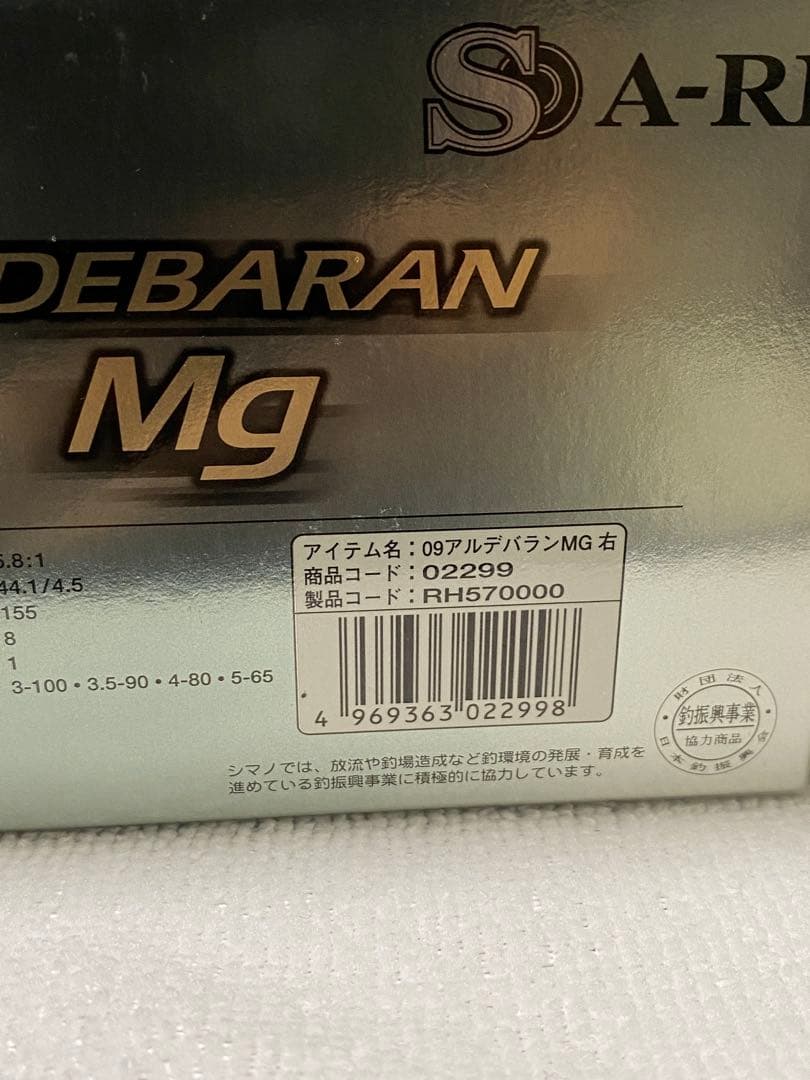 S A-R
DEBARAN
Mg
5.8:1
44.1/4.5
155
8
1
3-100・3.5-90・4-80・5-65
アイテム名：09アルデバランMG 右
商品コード：02299
製品コード：RH570000
4 969363 022998
シマノでは、放流や釣場造成など釣環境の発展・育成を
進めている釣振興事業に積極的に協力しています。
財団法人
釣振興事業
協力商品
日本釣振興会